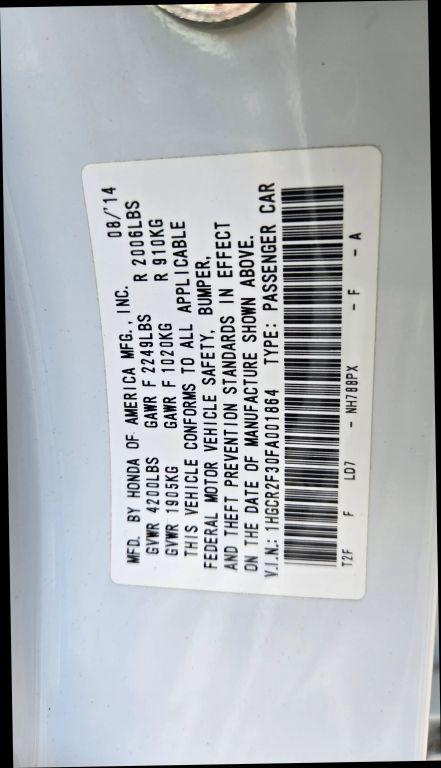 MFD. BY HONDA OF AMERICA MFG., INC. 08/'14
GVWR 4200LBS GAWR F 2249LBS R 2006LBS
GVWR 1905KG GAWR F 1020KG R 910KG
THIS VEHICLE CONFORMS TO ALL APPLICABLE
FEDERAL MOTOR VEHICLE SAFETY, BUMPER,
AND THEFT PREVENTION STANDARDS IN EFFECT
ON THE DATE OF MANUFACTURE SHOWN ABOVE.
V.I.N.: 1HGCR2F30FA001864 TYPE: PASSENGER CAR
T2F F LD7 - NH788PX - F - A